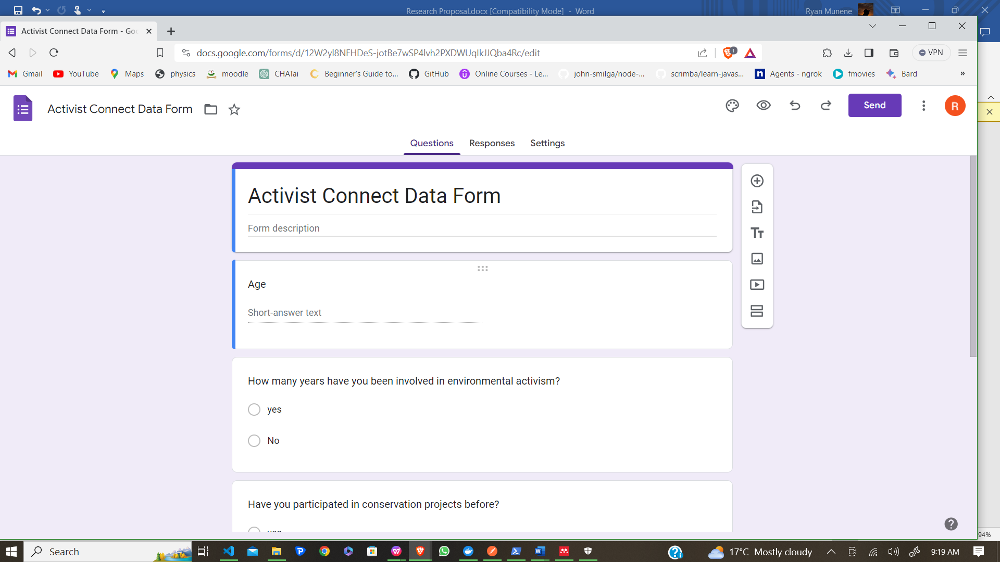 Research Proposal.docx [Compatibility Mode] - Word
Ryan Munene
Activist Connect Data Form - Goo
docs.google.com/forms/d/12W2yl8NFHDeS-jotBe7wSP4lvh2PXDWUqIkJJQba4Rc/edit
1
VPN
Gmail
YouTube
Maps
physics
moodle
CHATai
Beginner's Guide to...
GitHub
Online Courses - Le...
john-smilga/node-...
scrimba/learn-javas...
Agents - ngrok
fmovies
Bard
»
Activist Connect Data Form
Send
R
Questions
Responses
Settings
Activist Connect Data Form
Form description
Age
Short-answer text
How many years have you been involved in environmental activism?
yes
No
Have you participated in conservation projects before?
yes
94%
Search
17°C Mostly cloudy
9:19 AM